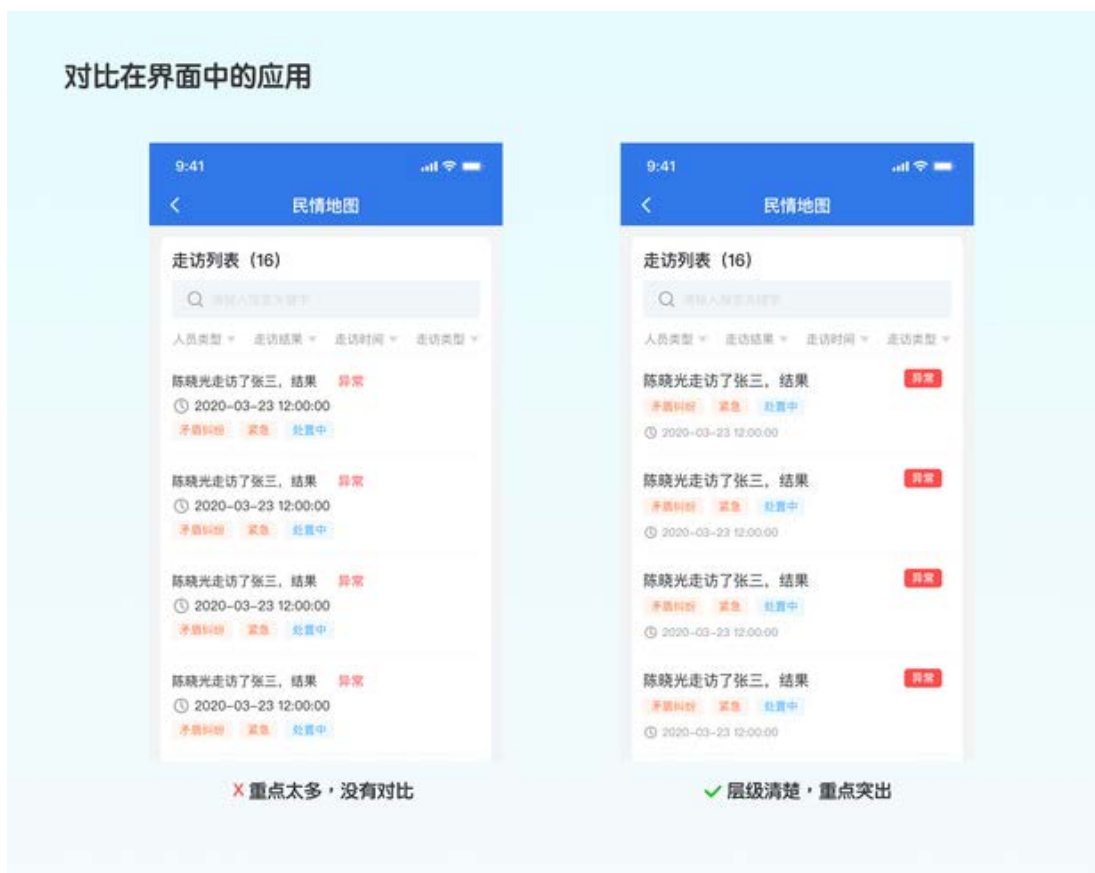 对比在界面中的应用
9:41
民情地图
走访列表（16）
人员类型 走访结果 走访时间 走访类型
陈晓光走访了张三，结果 异常
2020-03-23 12:00:00
矛盾纠纷 紧急 处置中
陈晓光走访了张三，结果 异常
2020-03-23 12:00:00
矛盾纠纷 紧急 处置中
陈晓光走访了张三，结果 异常
2020-03-23 12:00:00
矛盾纠纷 紧急 处置中
陈晓光走访了张三，结果 异常
2020-03-23 12:00:00
矛盾纠纷 紧急 处置中
X 重点太多，没有对比
9:41
民情地图
走访列表（16）
人员类型 走访结果 走访时间 走访类型
陈晓光走访了张三，结果 异常
矛盾纠纷 紧急 处置中
2020-03-23 12:00:00
陈晓光走访了张三，结果 异常
矛盾纠纷 紧急 处置中
2020-03-23 12:00:00
陈晓光走访了张三，结果 异常
矛盾纠纷 紧急 处置中
2020-03-23 12:00:00
陈晓光走访了张三，结果 异常
矛盾纠纷 紧急 处置中
2020-03-23 12:00:00
✓ 层级清楚，重点突出